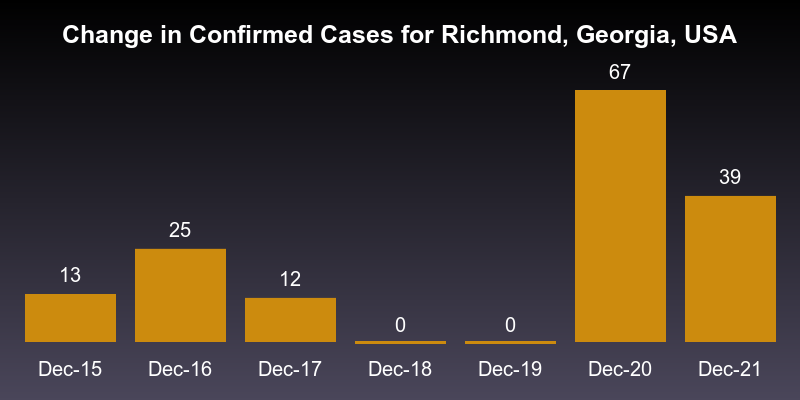 Change in Confirmed Cases for Richmond, Georgia, USA
67
39
25
13
12
0
0
Dec-15
Dec-16
Dec-17
Dec-18
Dec-19
Dec-20
Dec-21